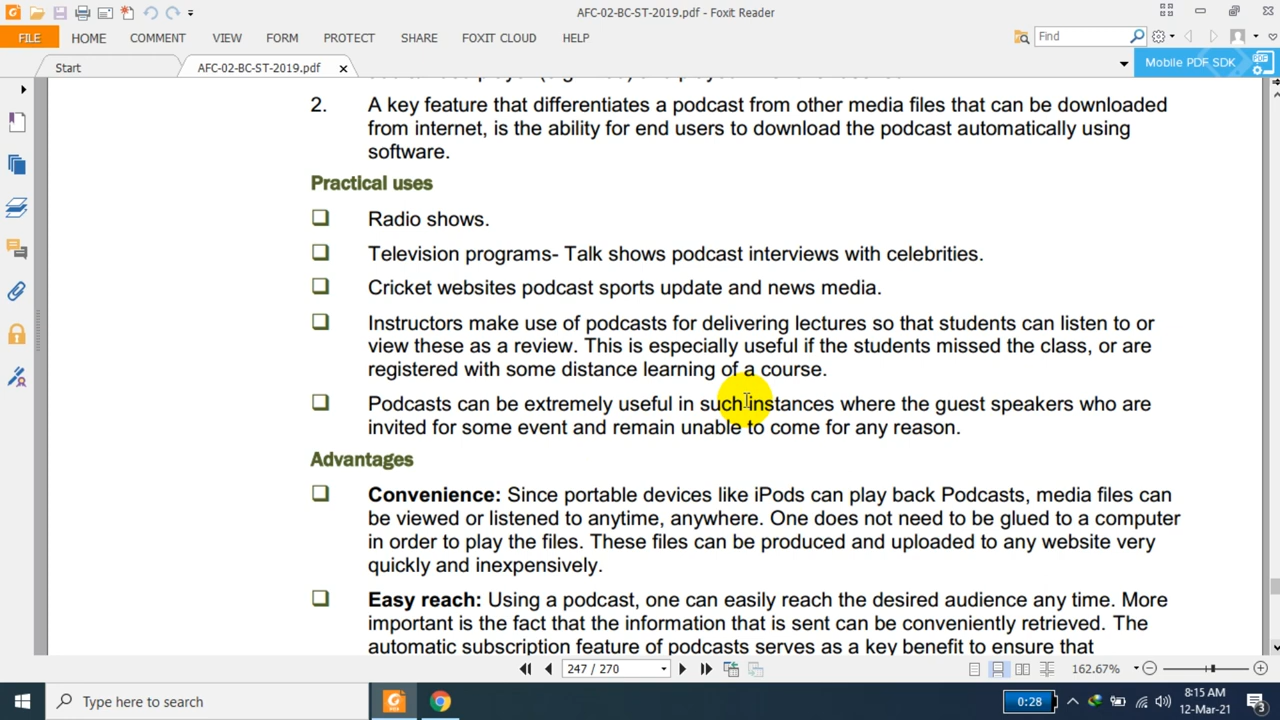 AFC-02-BC-ST-2019.pdf - Foxit Reader
FILE HOME COMMENT VIEW FORM PROTECT SHARE FOXIT CLOUD HELP Find
Start AFC-02-BC-ST-2019.pdf Mobile PDF SDK
2. A key feature that differentiates a podcast from other media files that can be downloaded
from internet, is the ability for end users to download the podcast automatically using
software.
Practical uses
❑ Radio shows.
❑ Television programs- Talk shows podcast interviews with celebrities.
❑ Cricket websites podcast sports update and news media.
❑ Instructors make use of podcasts for delivering lectures so that students can listen to or
view these as a review. This is especially useful if the students missed the class, or are
registered with some distance learning of a course.
❑ Podcasts can be extremely useful in such instances where the guest speakers who are
invited for some event and remain unable to come for any reason.
Advantages
❑ Convenience: Since portable devices like iPods can play back Podcasts, media files can
be viewed or listened to anytime, anywhere. One does not need to be glued to a computer
in order to play the files. These files can be produced and uploaded to any website very
quickly and inexpensively.
❑ Easy reach: Using a podcast, one can easily reach the desired audience any time. More
important is the fact that the information that is sent can be conveniently retrieved. The
automatic subscription feature of podcasts serves as a key benefit to ensure that
247 / 270 162.67%
Type here to search 0:28 8:15 AM
12-Mar-21 3